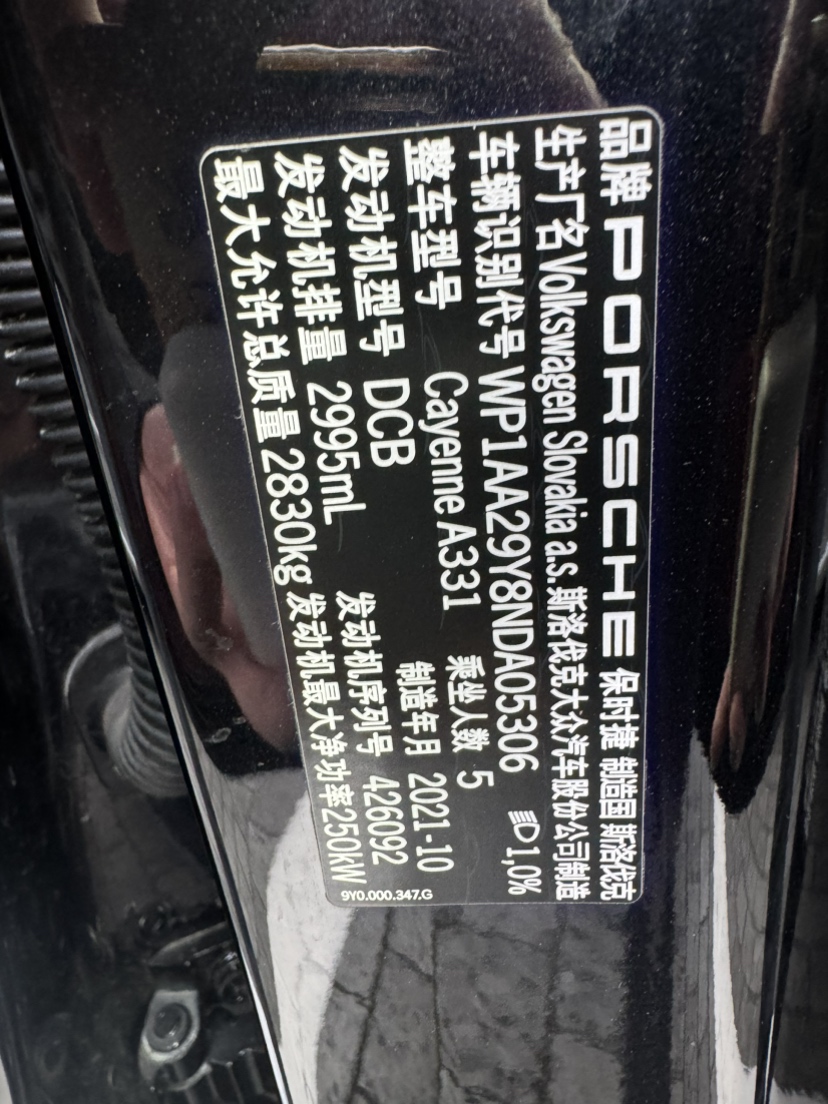 品牌 PORSCHE 保时捷 制造国 斯洛伐克
生产厂名 Volkswagen Slovakia a.s. 斯洛伐克大众汽车股份公司制造
车辆识别代号 WP1AA29Y8NDA05306 1,0%
整车型号 Cayenne A331 乘坐人数 5
发动机型号 DCB 制造年月 2021-10
发动机排量 2995mL 发动机序列号 426092
最大允许总质量 2830kg 发动机最大净功率 250kW
9Y0.000.347.G